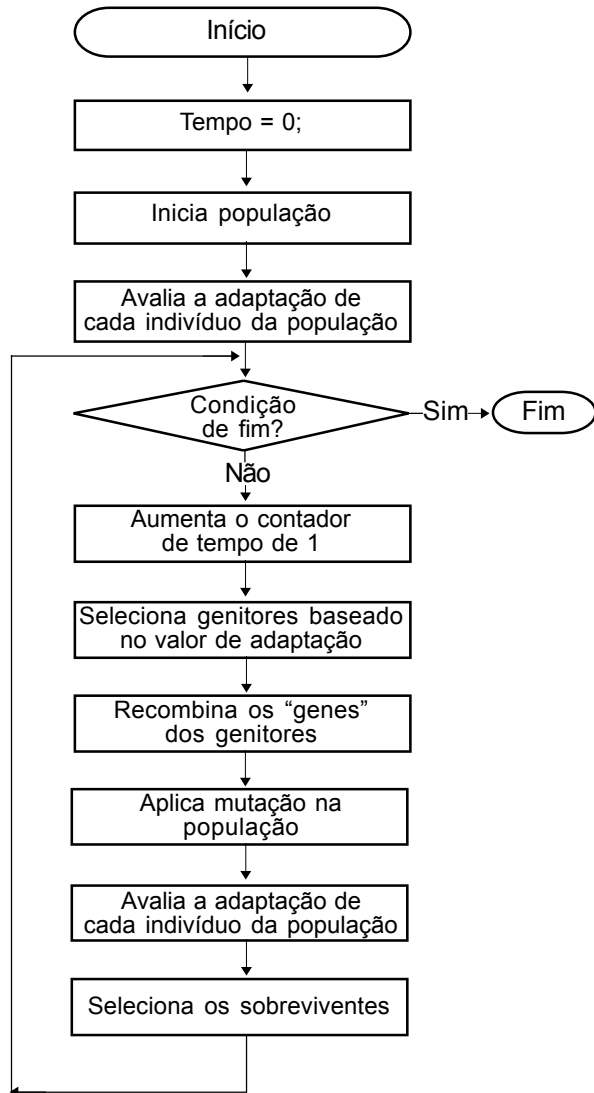 Início
Tempo = 0;
Inicia população
Avalia a adaptação de
cada indivíduo da população
Condição
de fim?
Sim
Fim
Não
Aumenta o contador
de tempo de 1
Seleciona genitores baseado
no valor de adaptação
Recombina os “genes”
dos genitores
Aplica mutação na
população
Avalia a adaptação de
cada indivíduo da população
Seleciona os sobreviventes